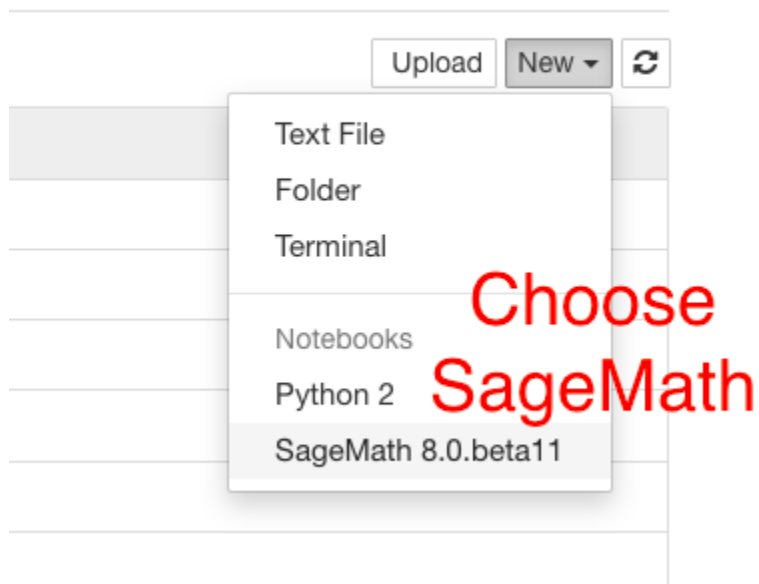 Upload New
Text File
Folder
Terminal
Notebooks
Python 2
SageMath 8.0.beta11
Choose
SageMath